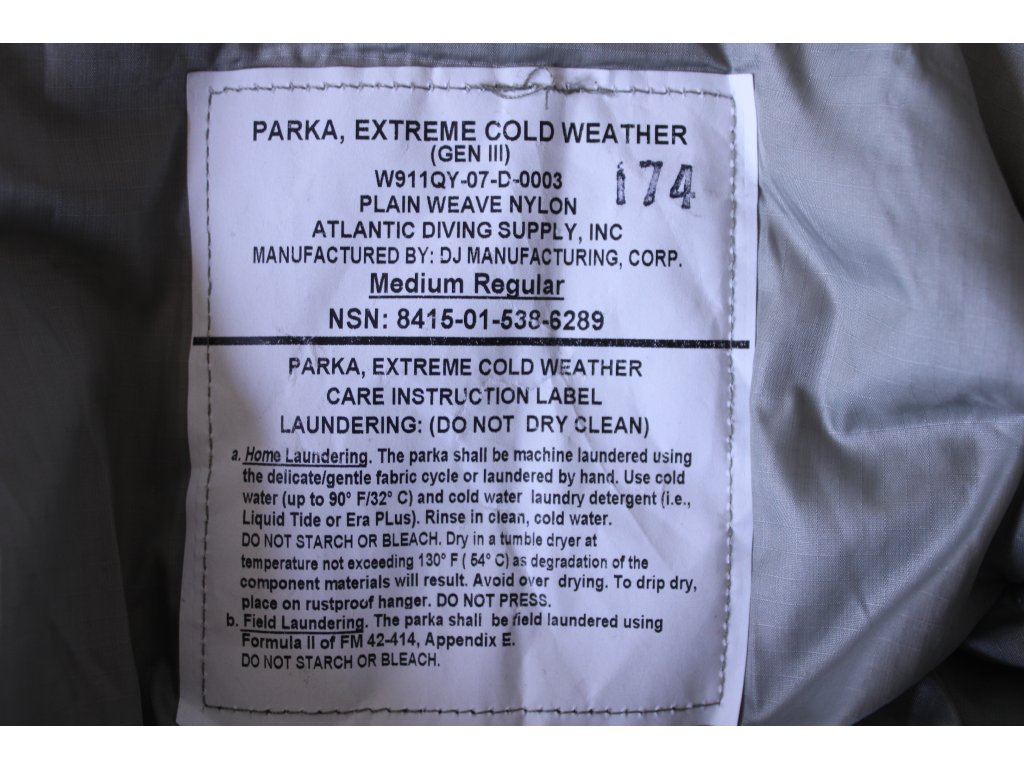 PARKA, EXTREME COLD WEATHER
(GEN III)
W911QY-07-D-0003
174
PLAIN WEAVE NYLON
ATLANTIC DIVING SUPPLY, INC
MANUFACTURED BY: DJ MANUFACTURING, CORP.
Medium Regular
NSN: 8415-01-538-6289
PARKA, EXTREME COLD WEATHER
CARE INSTRUCTION LABEL
LAUNDERING: (DO NOT DRY CLEAN)
a. Home Laundering. The parka shall be machine laundered using
the delicate/gentle fabric cycle or laundered by hand. Use cold
water (up to 90° F/32° C) and cold water laundry detergent (i.e.,
Liquid Tide or Era PLus). Rinse in clean, cold water.
DO NOT STARCH OR BLEACH. Dry in a tumble dryer at
temperature not exceeding 130° F ( 54° C) as degradation of the
component materials will result. Avoid over drying. To drip dry,
place on rustproof hanger. DO NOT PRESS.
b. Field Laundering. The parka shall be field laundered using
Formula II of FM 42-414, Appendix E.
DO NOT STARCH OR BLEACH.